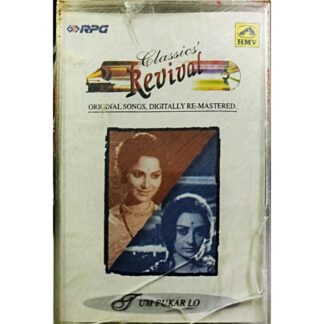 RPG
HMV
Classics'
Revival
ORIGINAL SONGS, DIGITALLY RE-MASTERED.
TUM PUKAR LO